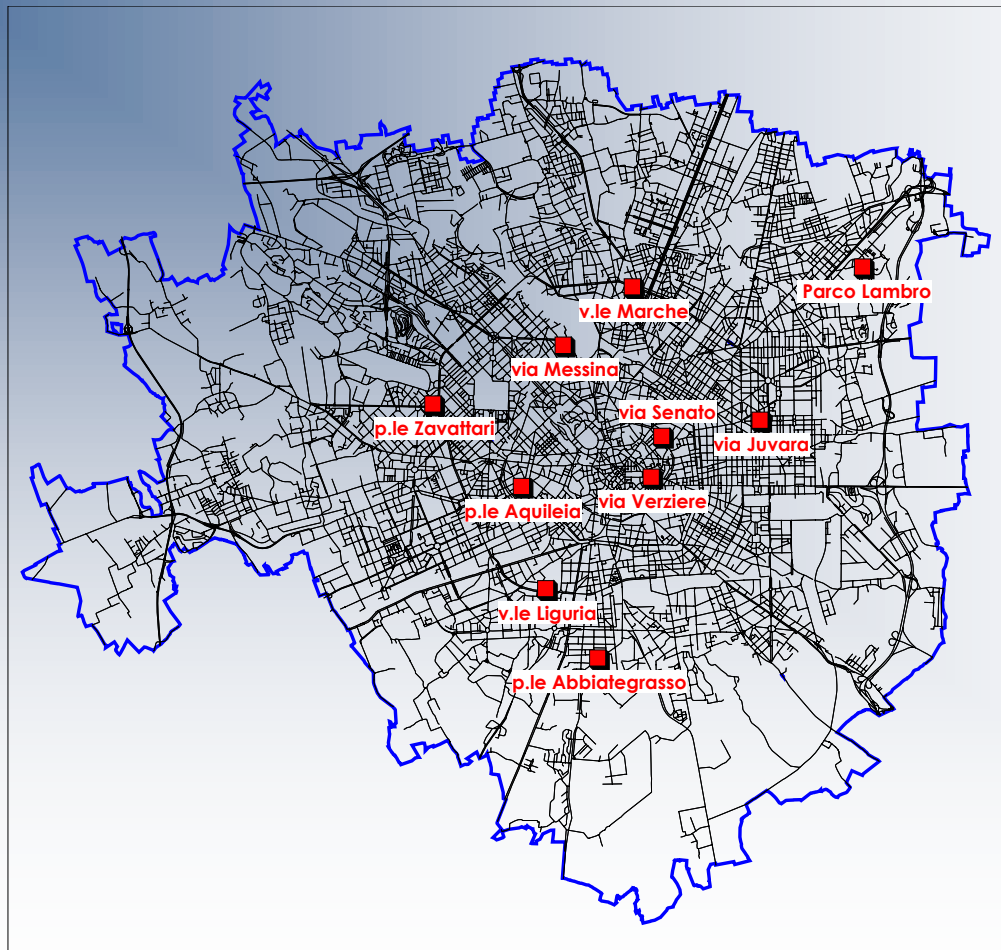 Parco Lambro
v.le Marche
via Messina
via Senato
p.le Zavattari
via Juvara
via Verziere
p.le Aquileia
v.le Liguria
p.le Abbiategrasso